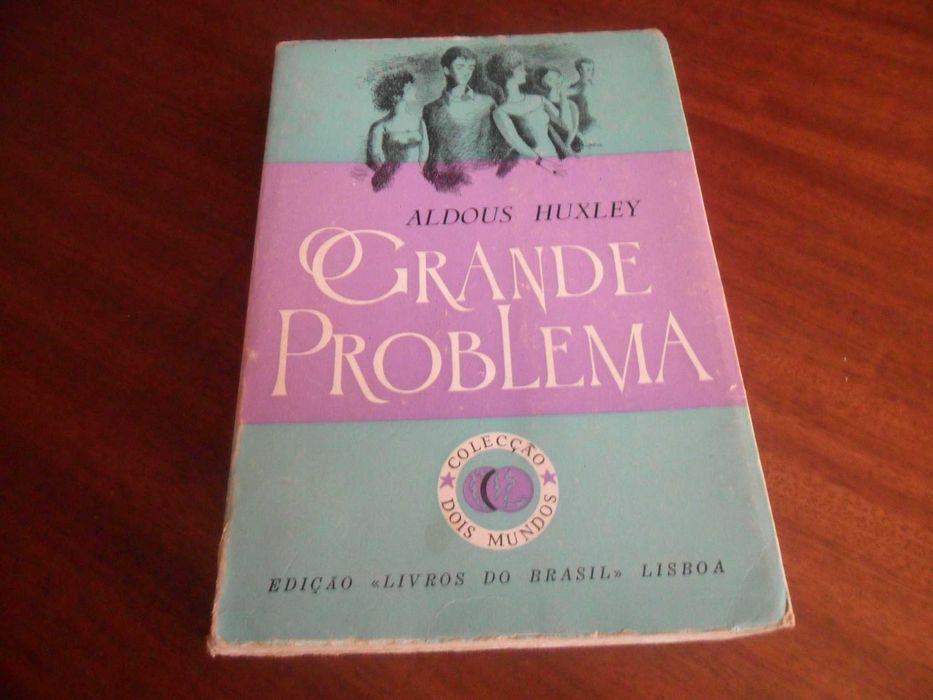 ALDOUS HUXLEY
O GRANDE
PROBLEMA
COLECÇÃO
DOIS MUNDOS
EDIÇÃO «LIVROS DO BRASIL» LISBOA